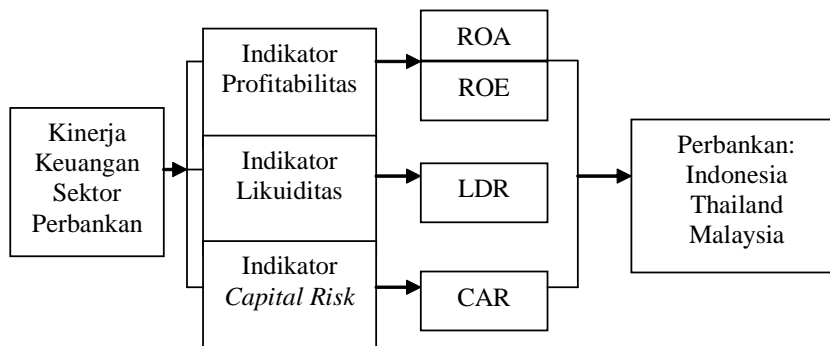 Kinerja
Keuangan
Sektor
Perbankan
Indikator
Profitabilitas
Indikator
Likuiditas
Indikator
Capital Risk
ROA
ROE
LDR
CAR
Perbankan:
Indonesia
Thailand
Malaysia